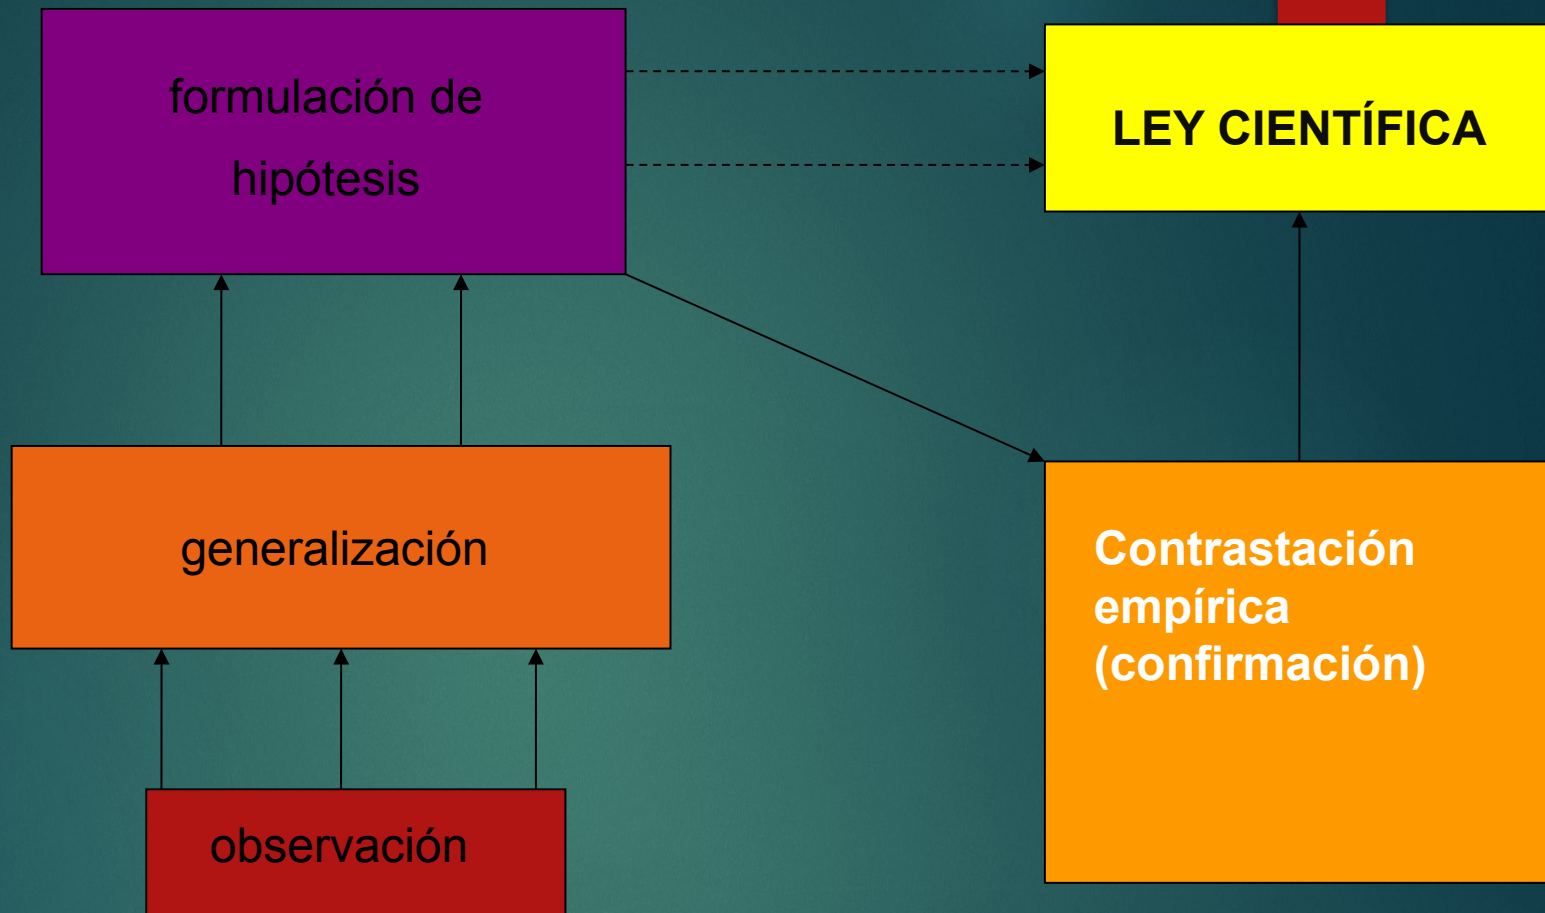 formulación de
hipótesis
LEY CIENTÍFICA
generalización
Contrastación
empírica
(confirmación)
observación